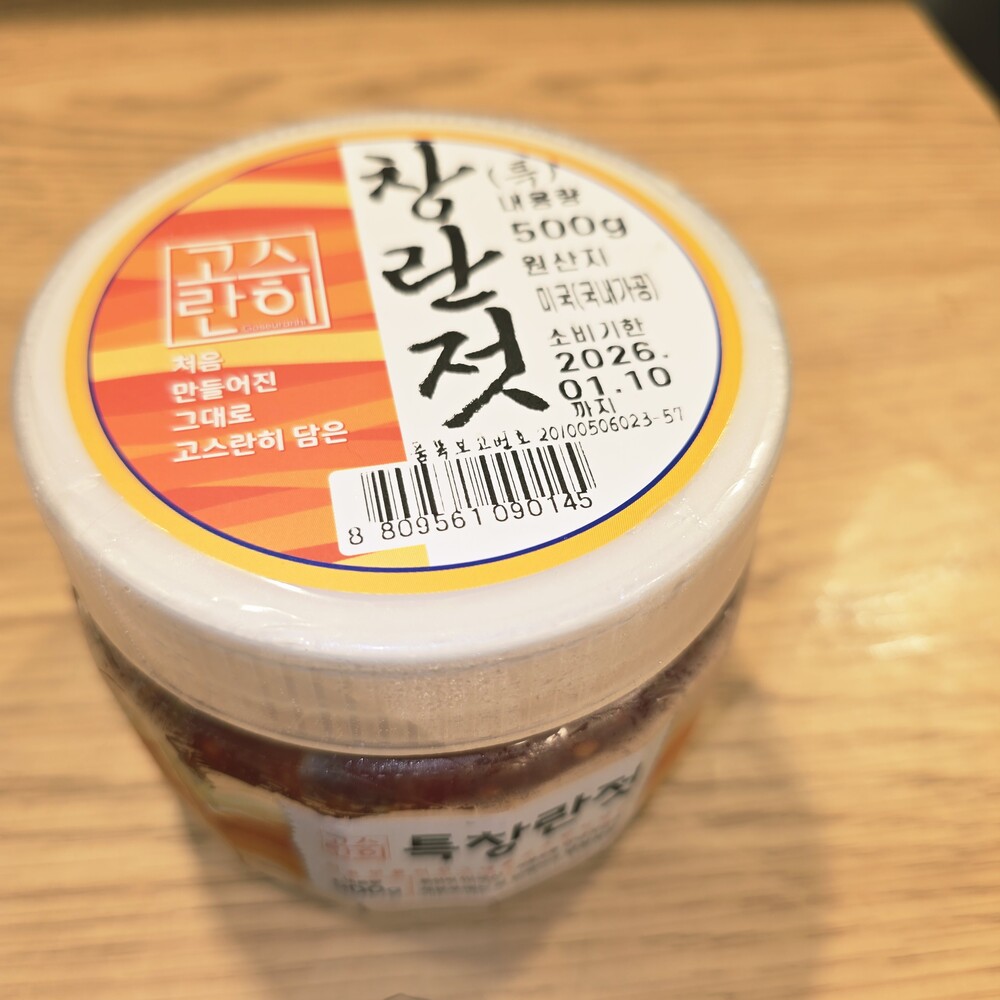 고스
란히
처음
만들어진
그대로
고스란히 담은
창란젓
(특)
내용량
500g
원산지
미국(국내가공)
소비기한
2026.
01.10
까지
품목보고번호 20100506023-57
8 809561 090145
특창란젓